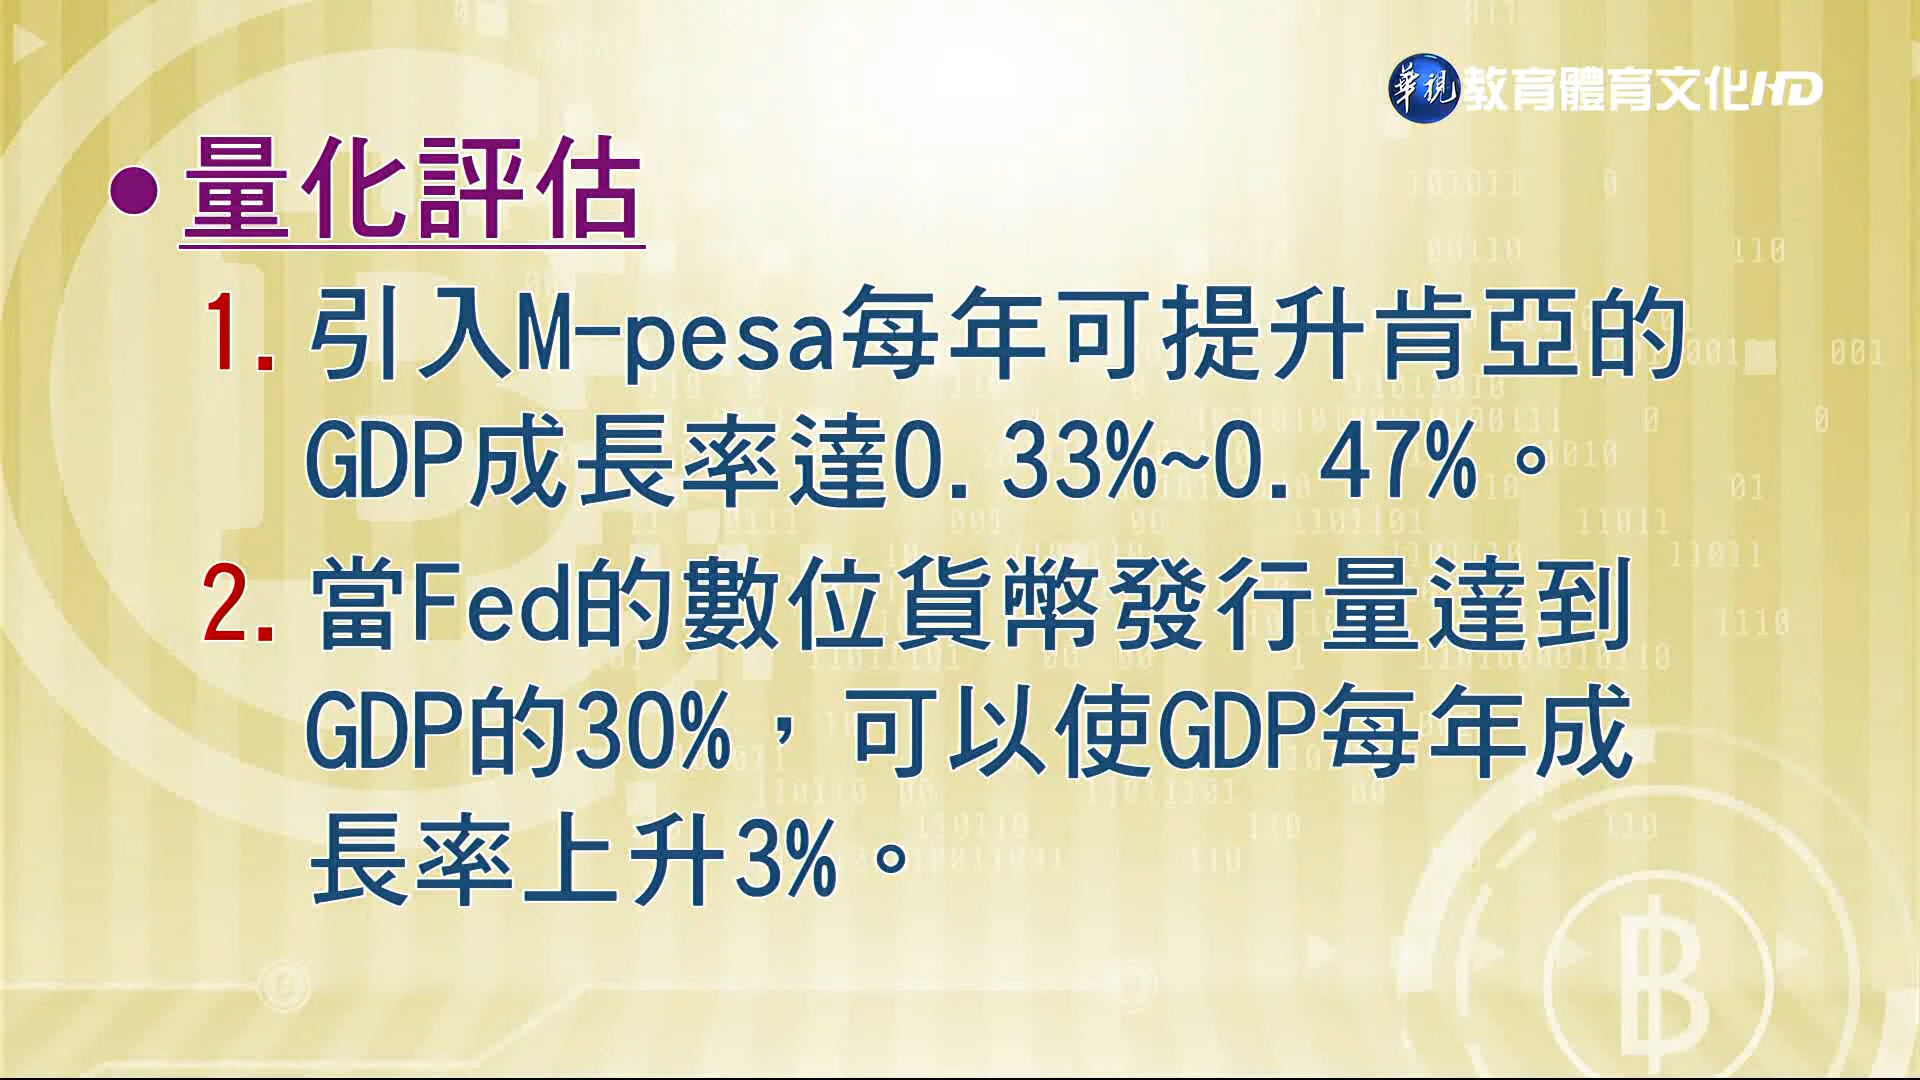 華視 教育體育文化HD
•量化評估
1. 引入M-pesa每年可提升肯亞的
GDP成長率達0.33%~0.47%。
2. 當Fed的數位貨幣發行量達到
GDP的30%，可以使GDP每年成
長率上升3%。